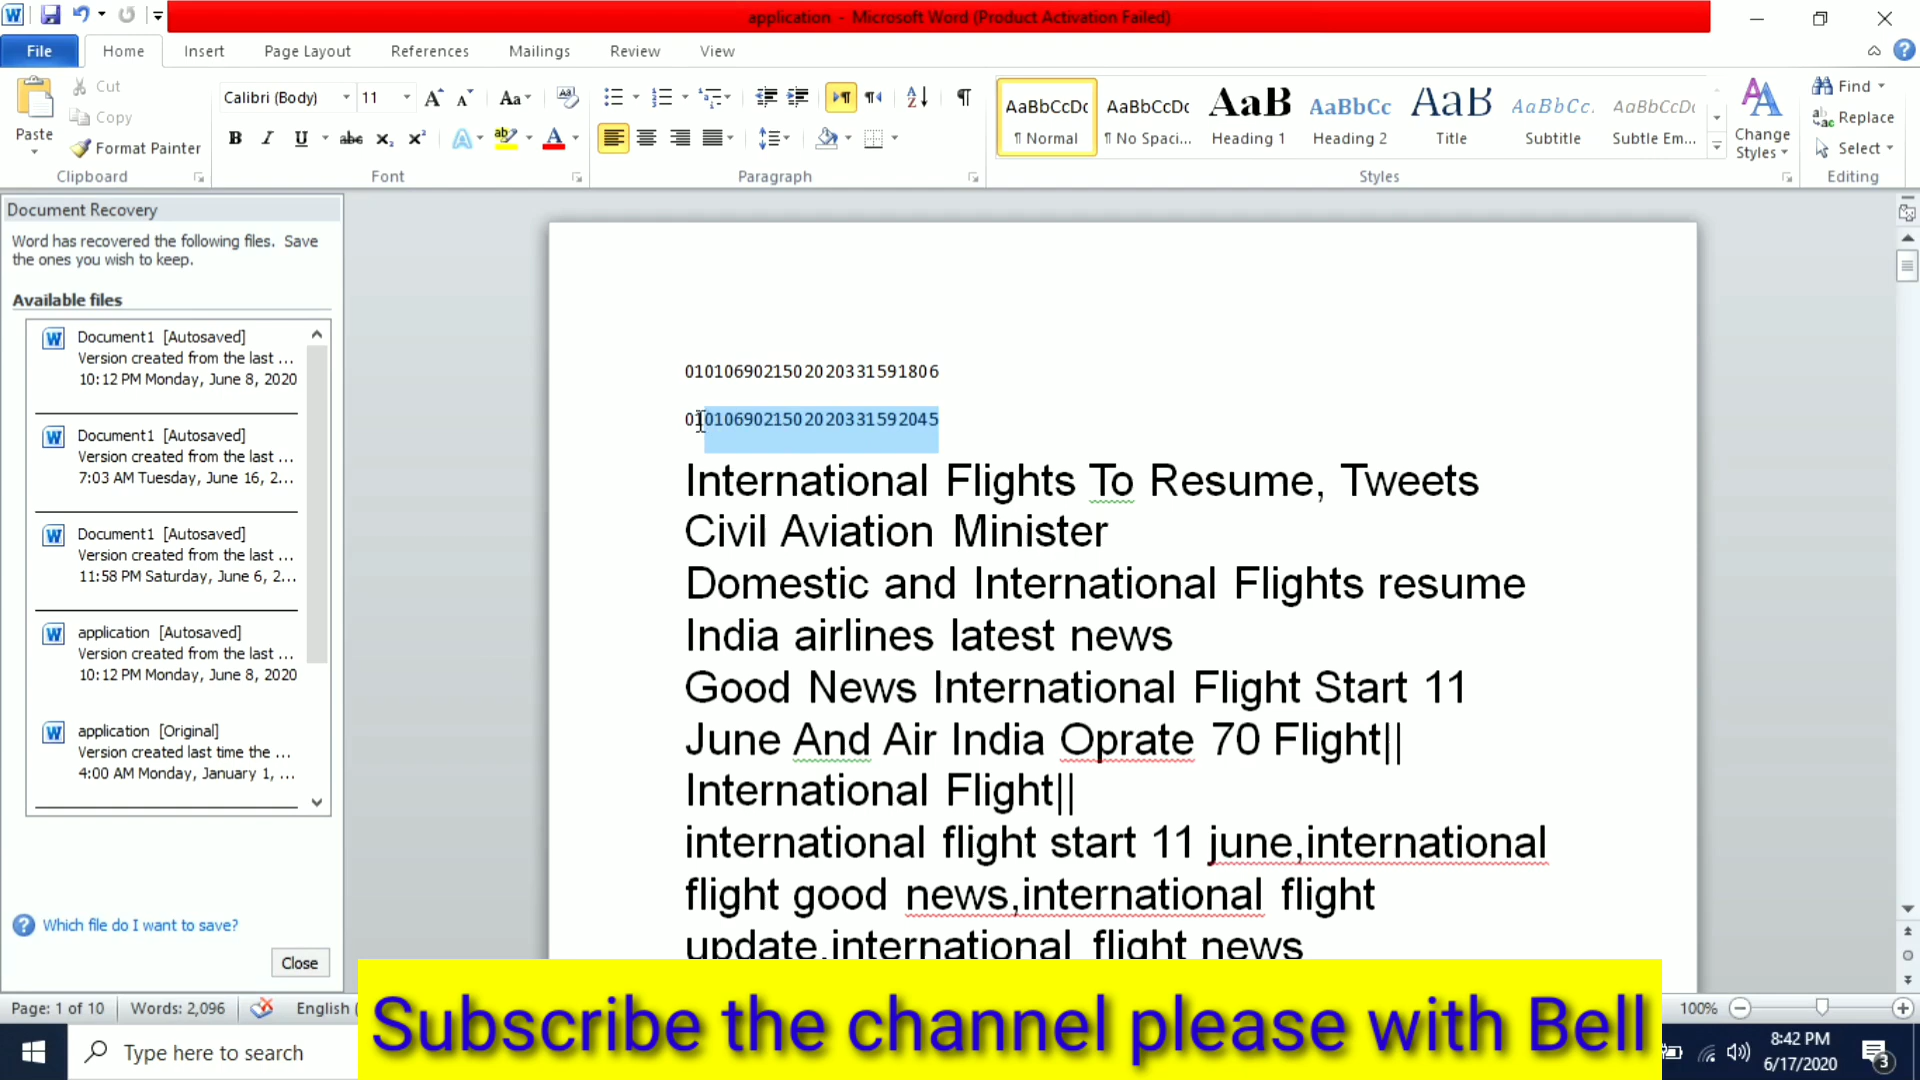 application - Microsoft Word (Product Activation Failed)
File Home Insert Page Layout References Mailings Review View
Paste
Cut
Copy
Format Painter
Clipboard
Calibri (Body) 11
Font
Paragraph
AaBbCcDc AaBbCcDc AaB AaBbCc AaB AaBbCc. AaBbCcDc
¶ Normal ¶ No Spaci... Heading 1 Heading 2 Title Subtitle Subtle Em...
Change
Styles
Styles
Find
Replace
Select
Editing
Document Recovery
Word has recovered the following files. Save
the ones you wish to keep.
Available files
Document1 [Autosaved]
Version created from the last ...
10:12 PM Monday, June 8, 2020
Document1 [Autosaved]
Version created from the last ...
7:03 AM Tuesday, June 16, 2...
Document1 [Autosaved]
Version created from the last ...
11:58 PM Saturday, June 6, 2...
application [Autosaved]
Version created from the last ...
10:12 PM Monday, June 8, 2020
application [Original]
Version created last time the ...
4:00 AM Monday, January 1, ...
Which file do I want to save?
Close
0101069021502020331591806
0101069021502020331592045
International Flights To Resume, Tweets
Civil Aviation Minister
Domestic and International Flights resume
India airlines latest news
Good News International Flight Start 11
June And Air India Oprate 70 Flight||
International Flight||
international flight start 11 june,international
flight good news,international flight
update,international flight news
Page: 1 of 10 Words: 2,096 English (
100%
Subscribe the channel please with Bell
Type here to search
8:42 PM
6/17/2020
3